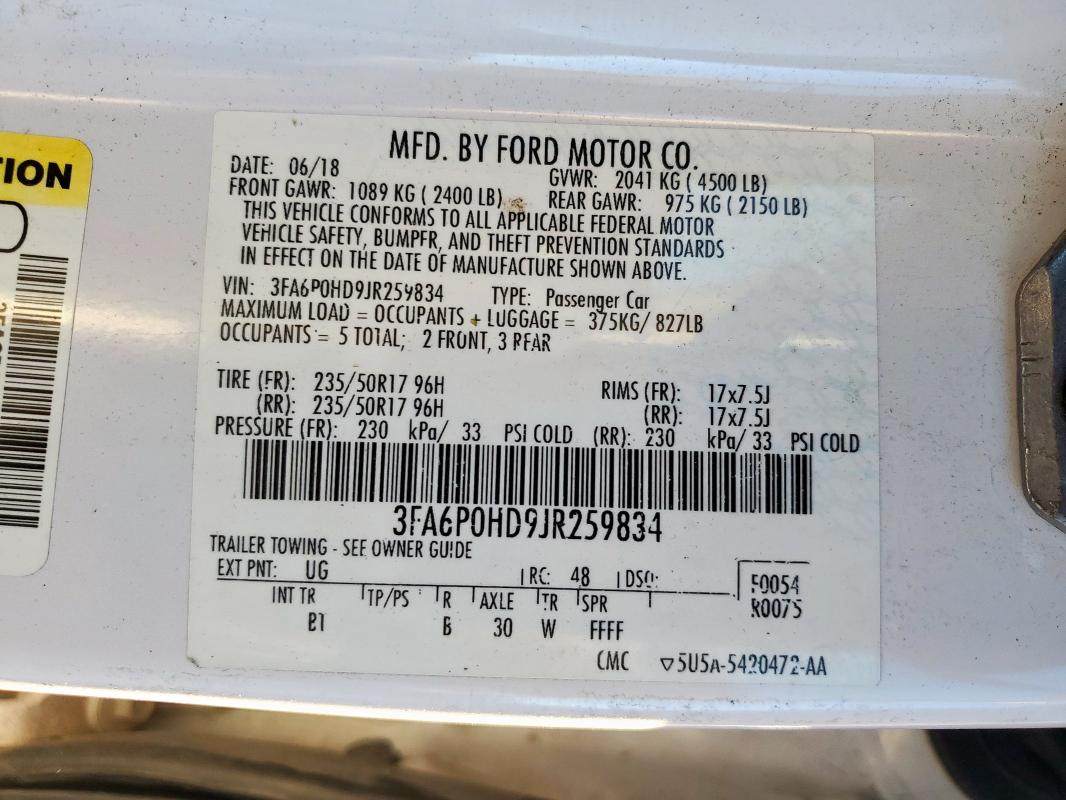 TION
MFD. BY FORD MOTOR CO.
DATE: 06/18 GVWR: 2041 KG ( 4500 LB)
FRONT GAWR: 1089 KG ( 2400 LB) REAR GAWR: 975 KG ( 2150 LB)
THIS VEHICLE CONFORMS TO ALL APPLICABLE FEDERAL MOTOR
VEHICLE SAFETY, BUMPER, AND THEFT PREVENTION STANDARDS
IN EFFECT ON THE DATE OF MANUFACTURE SHOWN ABOVE.
VIN: 3FA6P0HD9JR259834 TYPE: Passenger Car
MAXIMUM LOAD = OCCUPANTS + LUGGAGE = 375KG/ 827LB
OCCUPANTS = 5 TOTAL; 2 FRONT, 3 REAR
TIRE (FR): 235/50R17 96H RIMS (FR): 17x7.5J
(RR): 235/50R17 96H (RR): 17x7.5J
PRESSURE (FR): 230 kPa/ 33 PSI COLD (RR): 230 kPa/ 33 PSI COLD
3FA6P0HD9JR259834
TRAILER TOWING - SEE OWNER GUIDE
EXT PNT: UG RC: 48 DSO: F0054
INT TR TP/PS R AXLE TR SPR R0075
B1 B 30 W FFFF
CMC ▽5U5A-5420472-AA